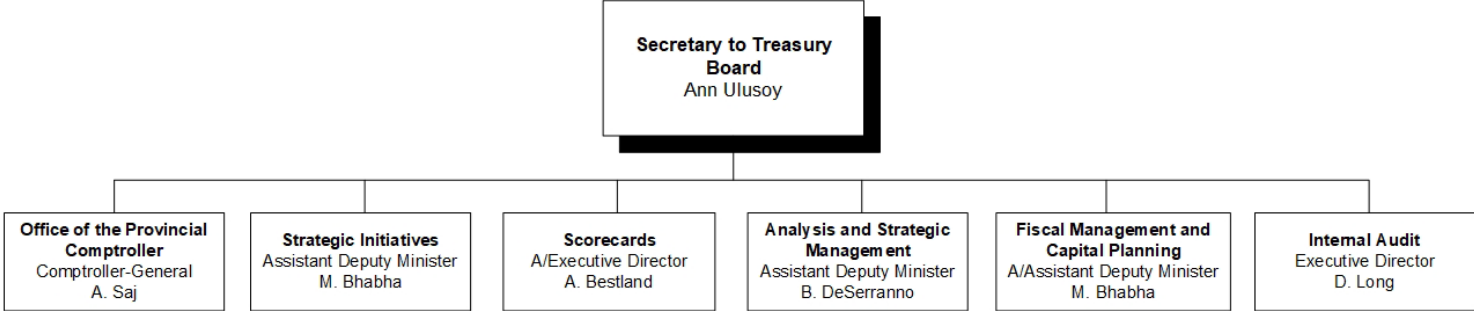 Secretary to Treasury
Board
Ann Ulusoy
Office of the Provincial
Comptroller
Comptroller-General
A. Saj
Strategic Initiatives
Assistant Deputy Minister
M. Bhabha
Scorecards
A/Executive Director
A. Bestland
Analysis and Strategic
Management
Assistant Deputy Minister
B. DeSerranno
Fiscal Management and
Capital Planning
A/Assistant Deputy Minister
M. Bhabha
Internal Audit
Executive Director
D. Long